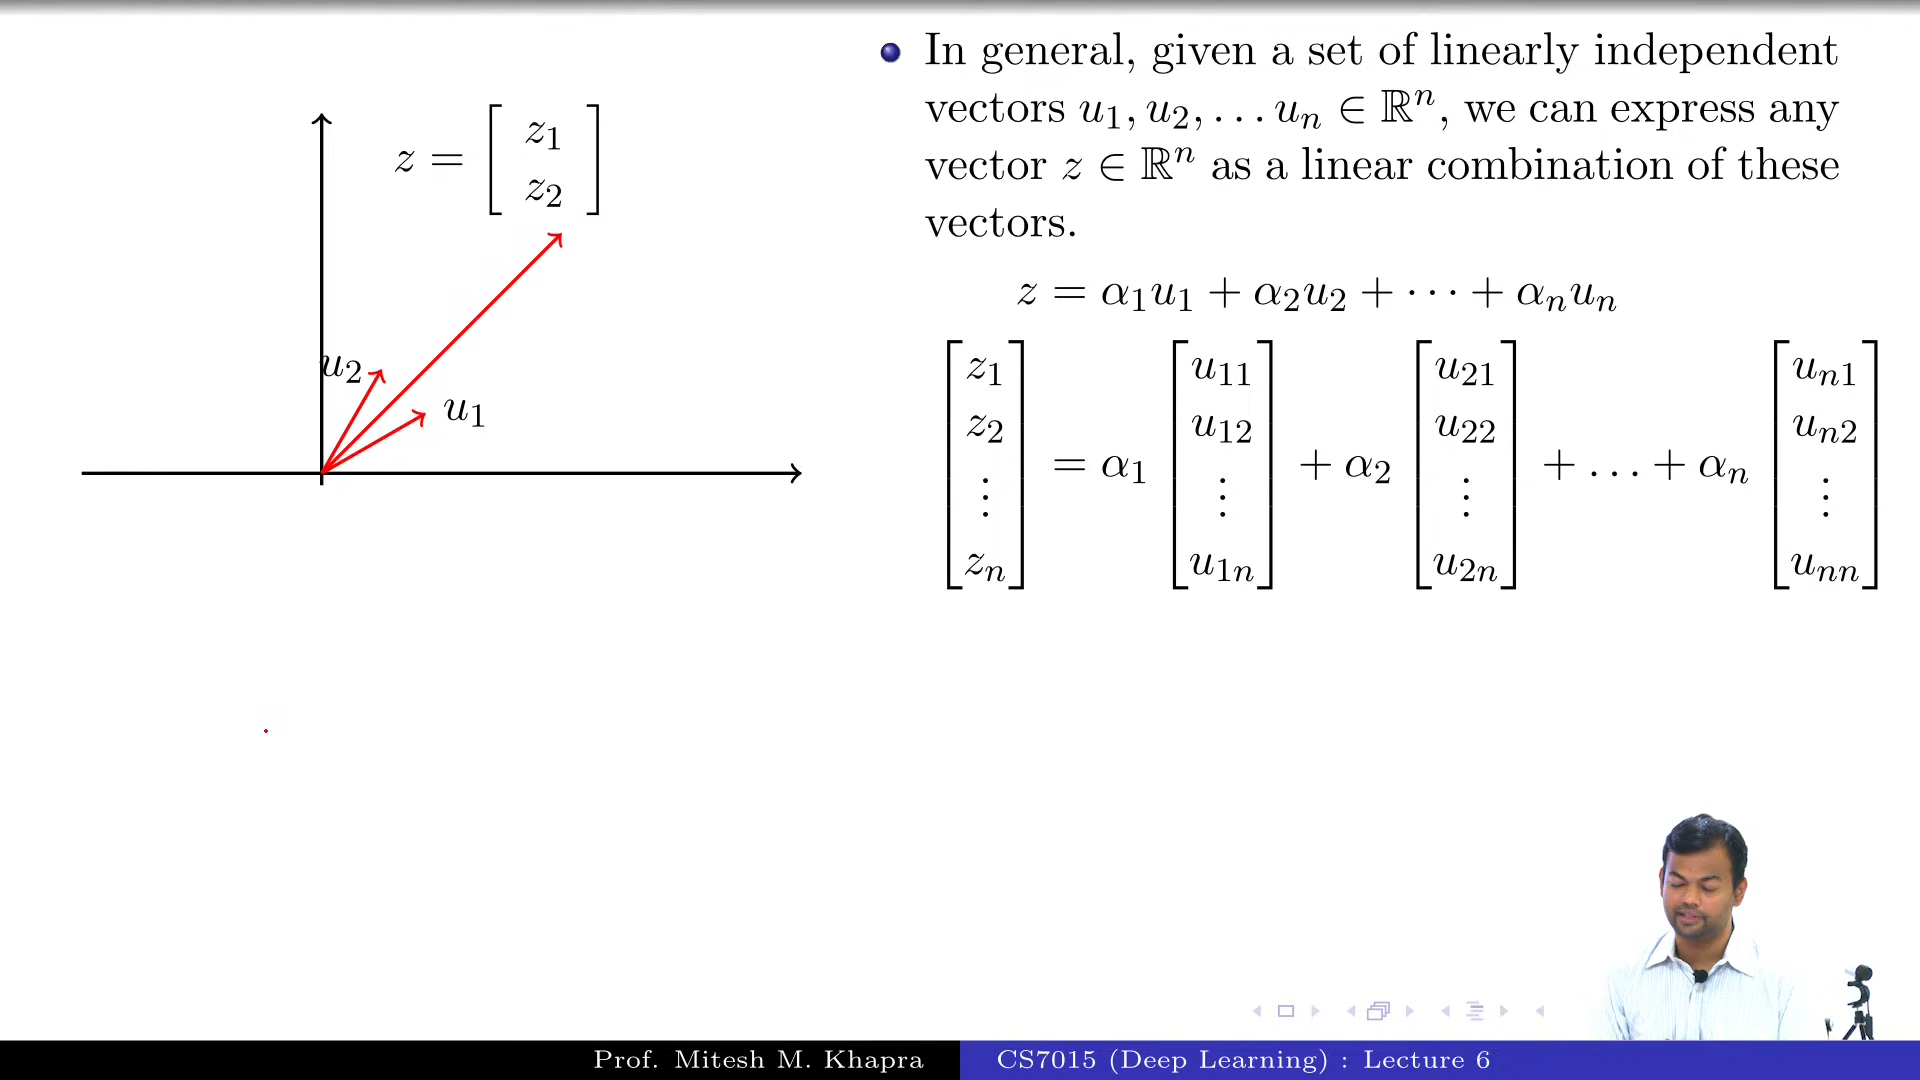 z = [ z₁ z₂ ]
u₂
u₁
In general, given a set of linearly independent
vectors u₁, u₂, . . . uₙ ∈ ℝⁿ, we can express any
vector z ∈ ℝⁿ as a linear combination of these
vectors.
z = α₁u₁ + α₂u₂ + · · · + αₙuₙ
[ z₁ z₂ ⋮ zₙ ] = α₁ [ u₁₁ u₁₂ ⋮ u₁ₙ ] + α₂ [ u₂₁ u₂₂ ⋮ u₂ₙ ] + . . . + αₙ [ uₙ₁ uₙ₂ ⋮ uₙₙ ]
Prof. Mitesh M. Khapra
CS7015 (Deep Learning) : Lecture 6